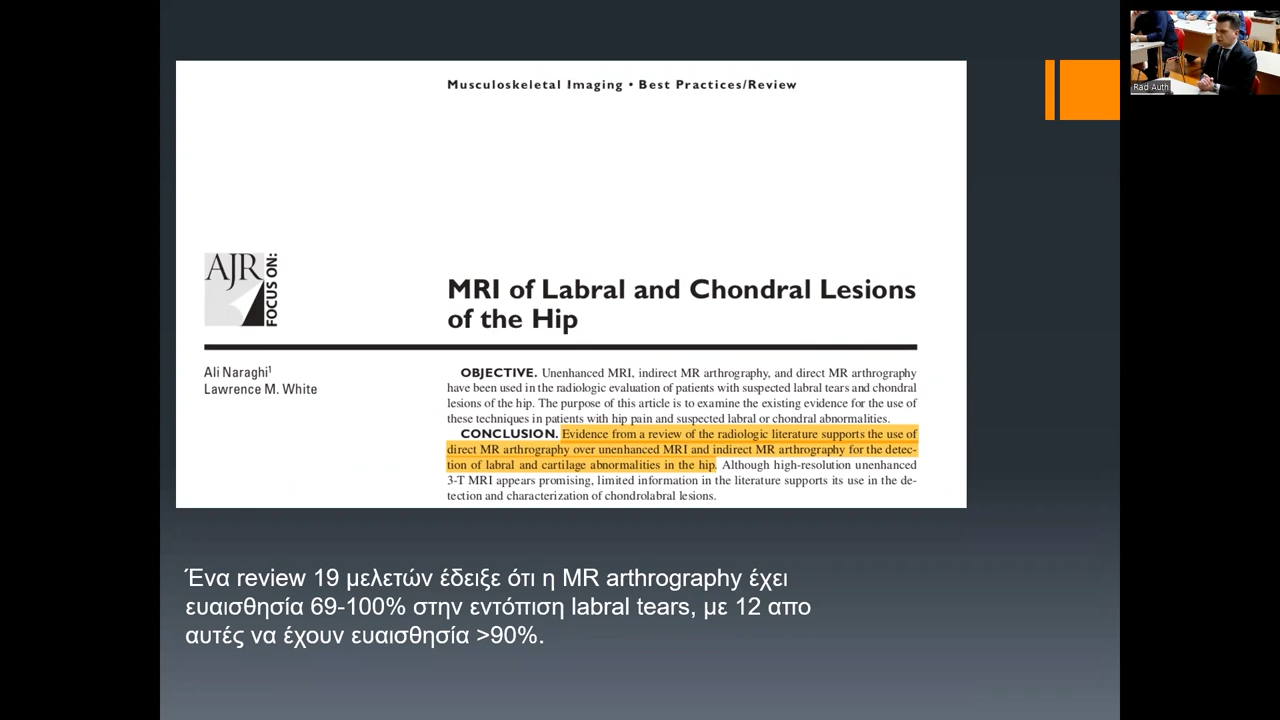 Musculoskeletal Imaging • Best Practices/Review
Rad Auth
AJR
FOCUS ON:
MRI of Labral and Chondral Lesions
of the Hip
Ali Naraghi¹
Lawrence M. White
OBJECTIVE. Unenhanced MRI, indirect MR arthrography, and direct MR arthrography
have been used in the radiologic evaluation of patients with suspected labral tears and chondral
lesions of the hip. The purpose of this article is to examine the existing evidence for the use of
these techniques in patients with hip pain and suspected labral or chondral abnormalities.
CONCLUSION. Evidence from a review of the radiologic literature supports the use of
direct MR arthrography over unenhanced MRI and indirect MR arthrography for the detec-
tion of labral and cartilage abnormalities in the hip. Although high-resolution unenhanced
3-T MRI appears promising, limited information in the literature supports its use in the de-
tection and characterization of chondrolabral lesions.
Ένα review 19 μελετών έδειξε ότι η MR arthrography έχει
ευαισθησία 69-100% στην εντόπιση labral tears, με 12 απο
αυτές να έχουν ευαισθησία >90%.